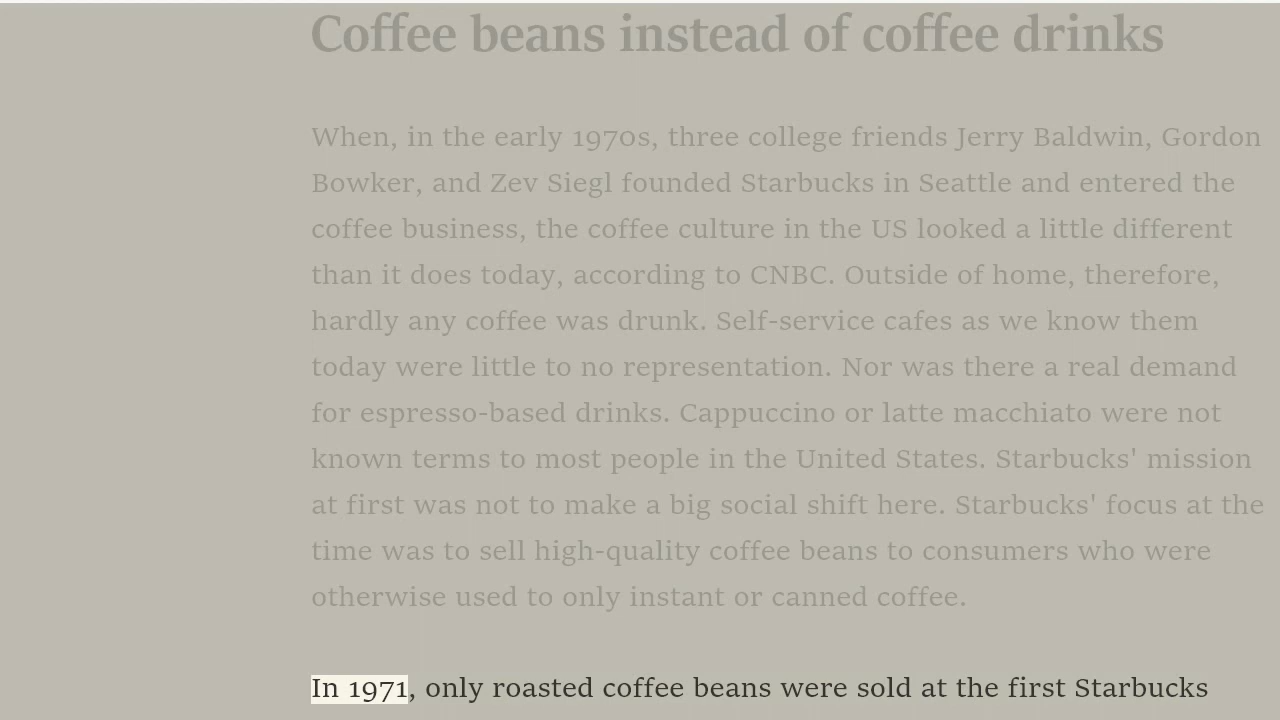 Coffee beans instead of coffee drinks
When, in the early 1970s, three college friends Jerry Baldwin, Gordon
Bowker, and Zev Siegl founded Starbucks in Seattle and entered the
coffee business, the coffee culture in the US looked a little different
than it does today, according to CNBC. Outside of home, therefore,
hardly any coffee was drunk. Self-service cafes as we know them
today were little to no representation. Nor was there a real demand
for espresso-based drinks. Cappuccino or latte macchiato were not
known terms to most people in the United States. Starbucks' mission
at first was not to make a big social shift here. Starbucks' focus at the
time was to sell high-quality coffee beans to consumers who were
otherwise used to only instant or canned coffee.
In 1971, only roasted coffee beans were sold at the first Starbucks